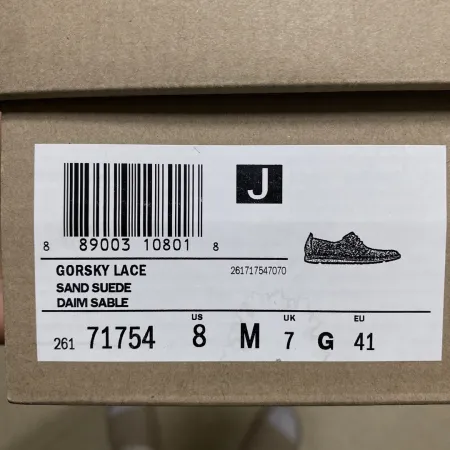 J
8 89003 10801 8
GORSKY LACE
261717547070
SAND SUEDE
DAIM SABLE
US UK EU
261 71754 8 M 7 G 41